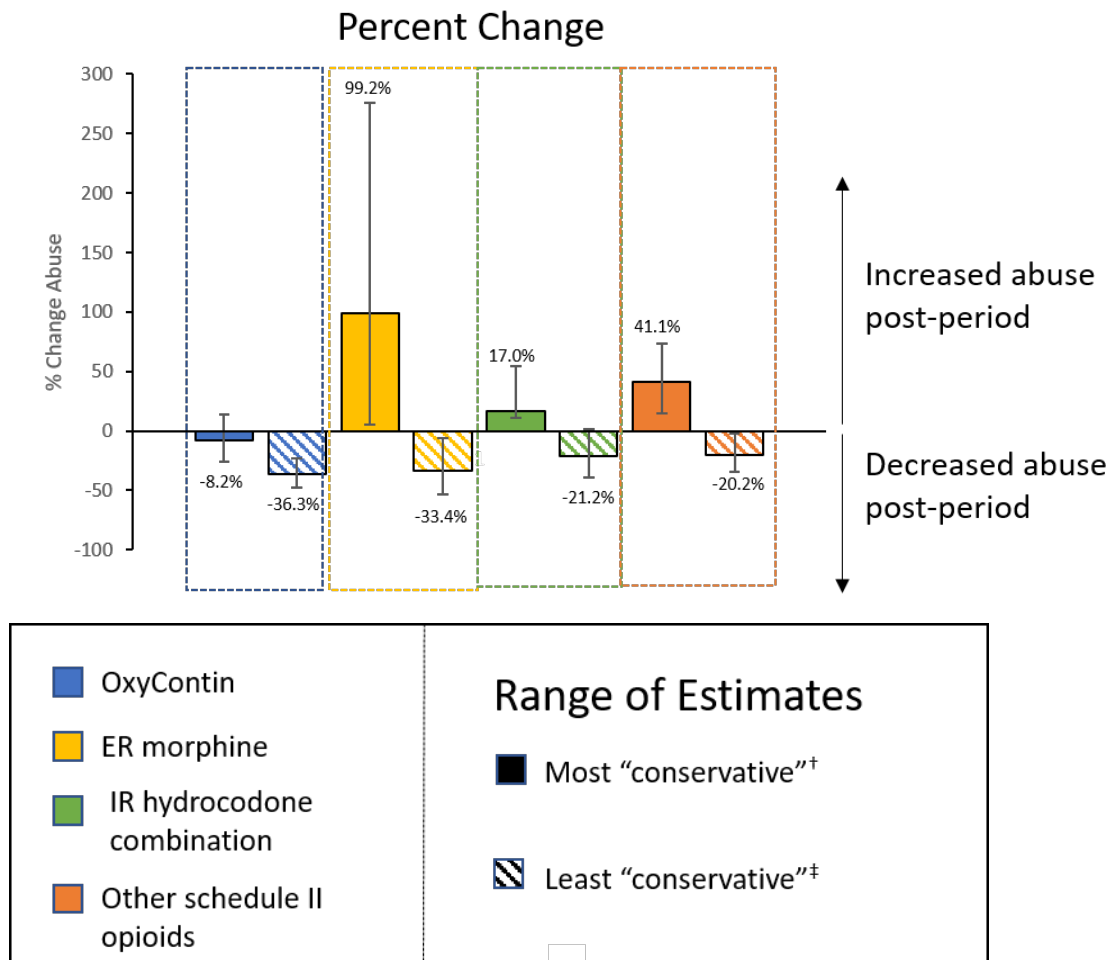 Percent Change
300
250
200
150
100
50
0
-50
-100
% Change Abuse
99.2%
17.0%
41.1%
-8.2%
-36.3%
-33.4%
-21.2%
-20.2%
Increased abuse
post-period
Decreased abuse
post-period
OxyContin
ER morphine
IR hydrocodone
combination
Other schedule II
opioids
Range of Estimates
Most “conservative”†
Least “conservative”‡